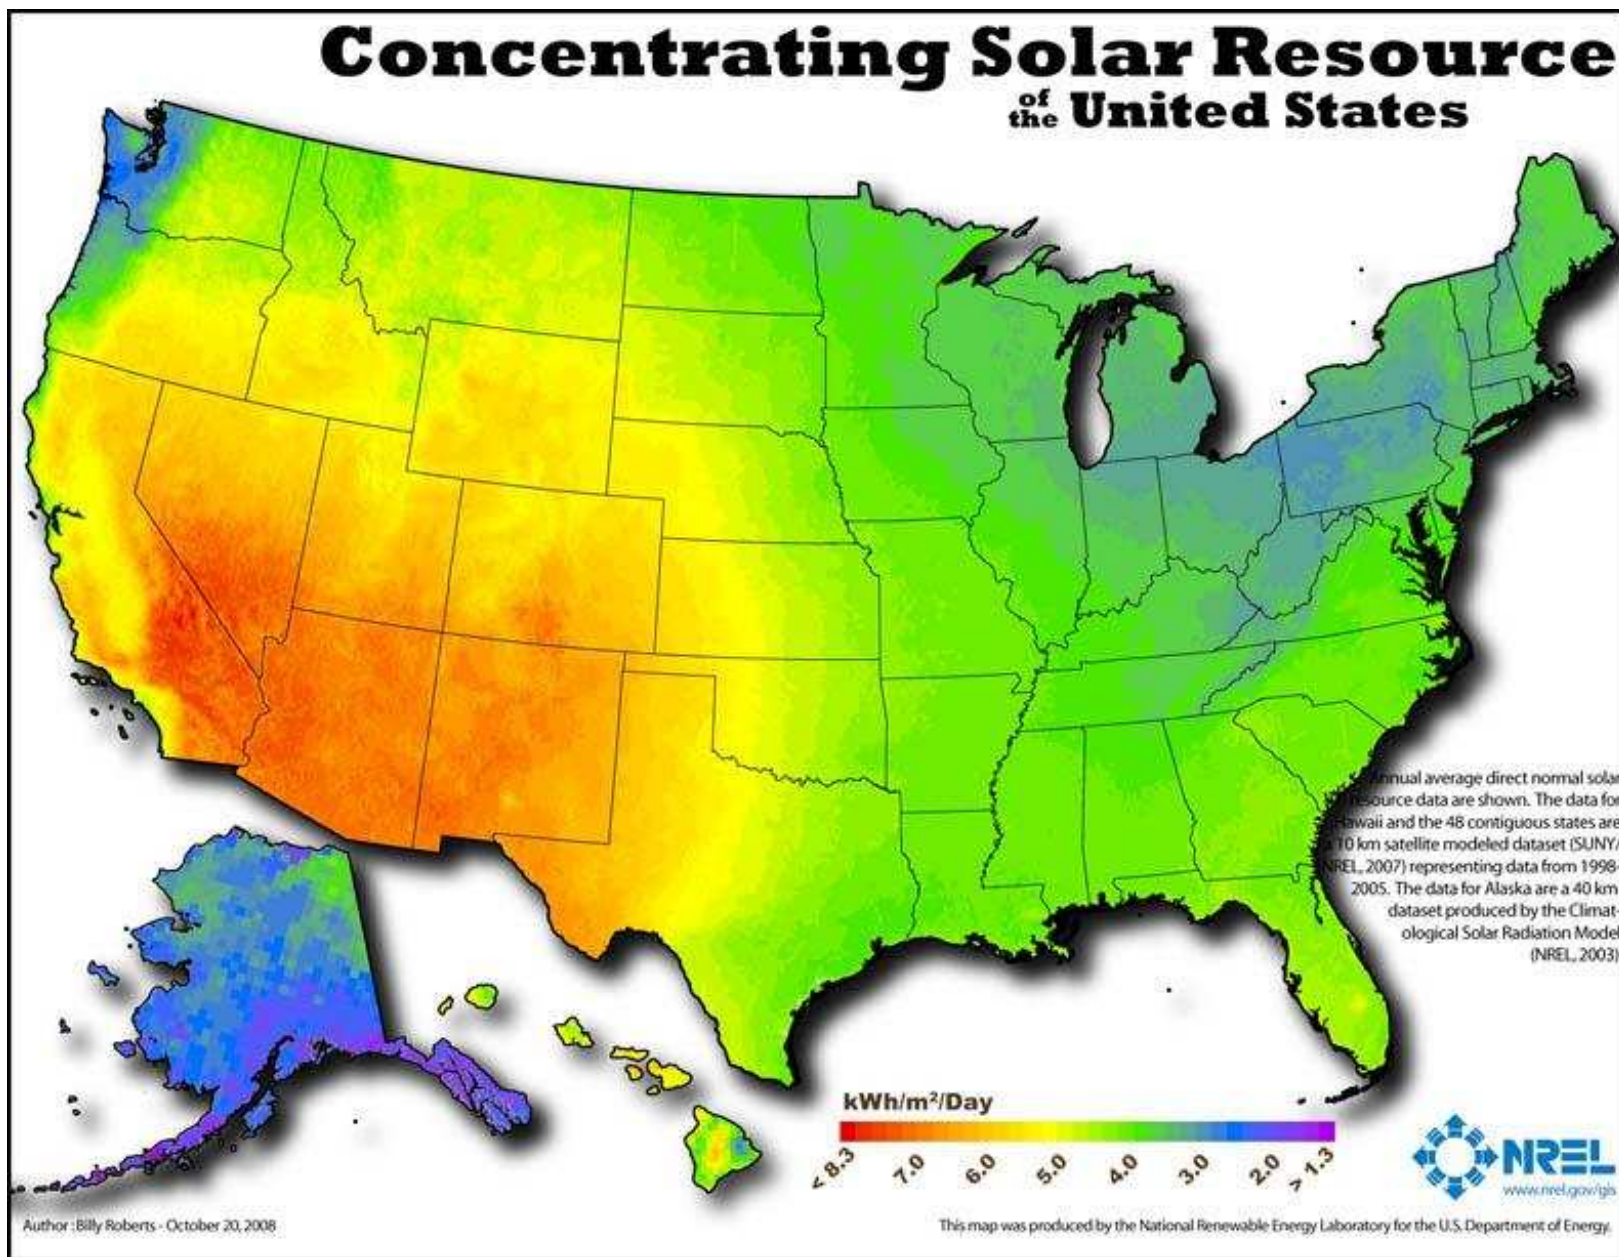 Concentrating Solar Resource
of the United States
Annual average direct normal solar
resource data are shown. The data for
Hawaii and the 48 contiguous states are
a 10 km satellite modeled dataset (SUNY/
NREL, 2007) representing data from 1998-
2005. The data for Alaska are a 40 km
dataset produced by the Climat-
ological Solar Radiation Model
(NREL, 2003)
kWh/m²/Day
< 8.3 7.0 6.0 5.0 4.0 3.0 2.0 > 1.3
NREL
www.nrel.gov/gis
Author : Billy Roberts - October 20, 2008
This map was produced by the National Renewable Energy Laboratory for the U.S. Department of Energy.